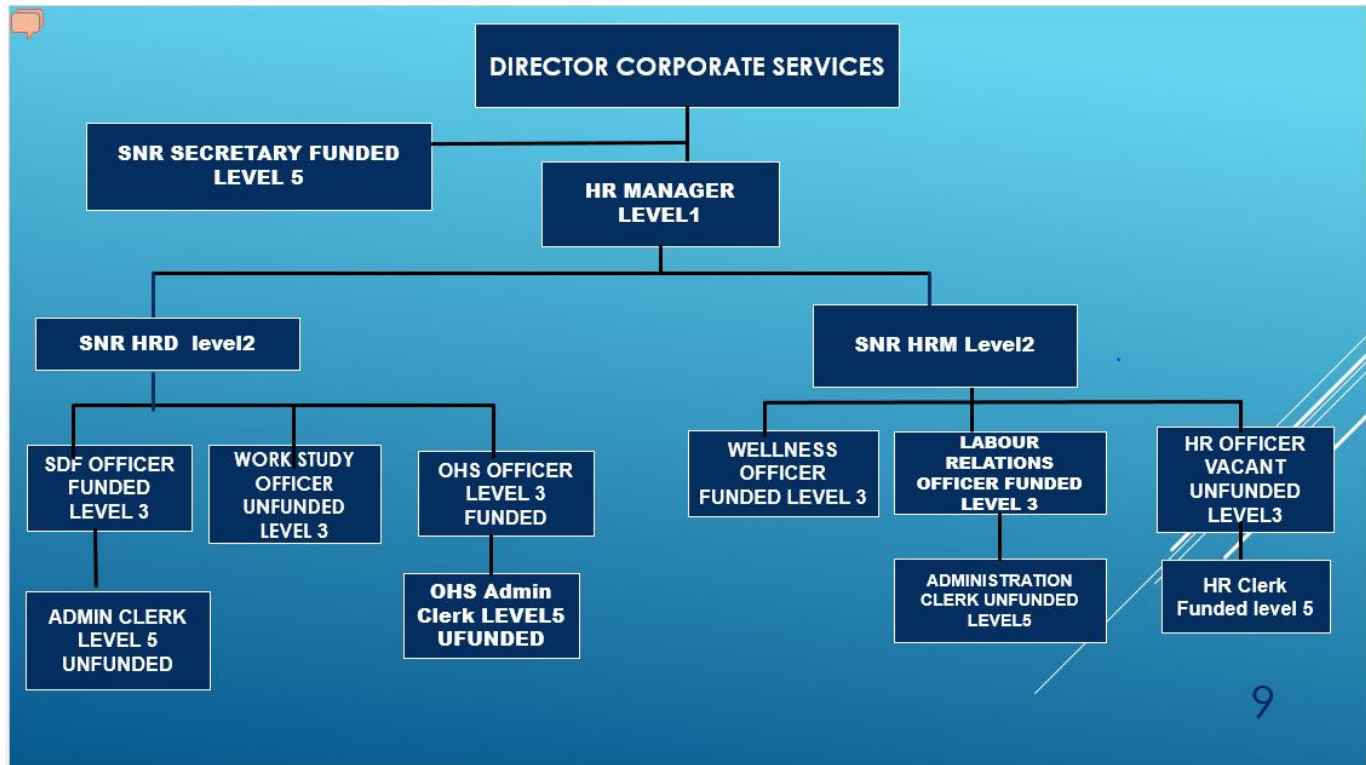 DIRECTOR CORPORATE SERVICES
SNR SECRETARY FUNDED
LEVEL 5
HR MANAGER
LEVEL1
SNR HRD level2
SNR HRM Level2
SDF OFFICER
FUNDED
LEVEL 3
WORK STUDY
OFFICER
UNFUNDED
LEVEL 3
OHS OFFICER
LEVEL 3
FUNDED
WELLNESS
OFFICER
FUNDED LEVEL 3
LABOUR
RELATIONS
OFFICER FUNDED
LEVEL 3
HR OFFICER
VACANT
UNFUNDED
LEVEL3
ADMIN CLERK
LEVEL 5
UNFUNDED
OHS Admin
Clerk LEVEL5
UFUNDED
ADMINISTRATION
CLERK UNFUNDED
LEVEL5
HR Clerk
Funded level 5
9